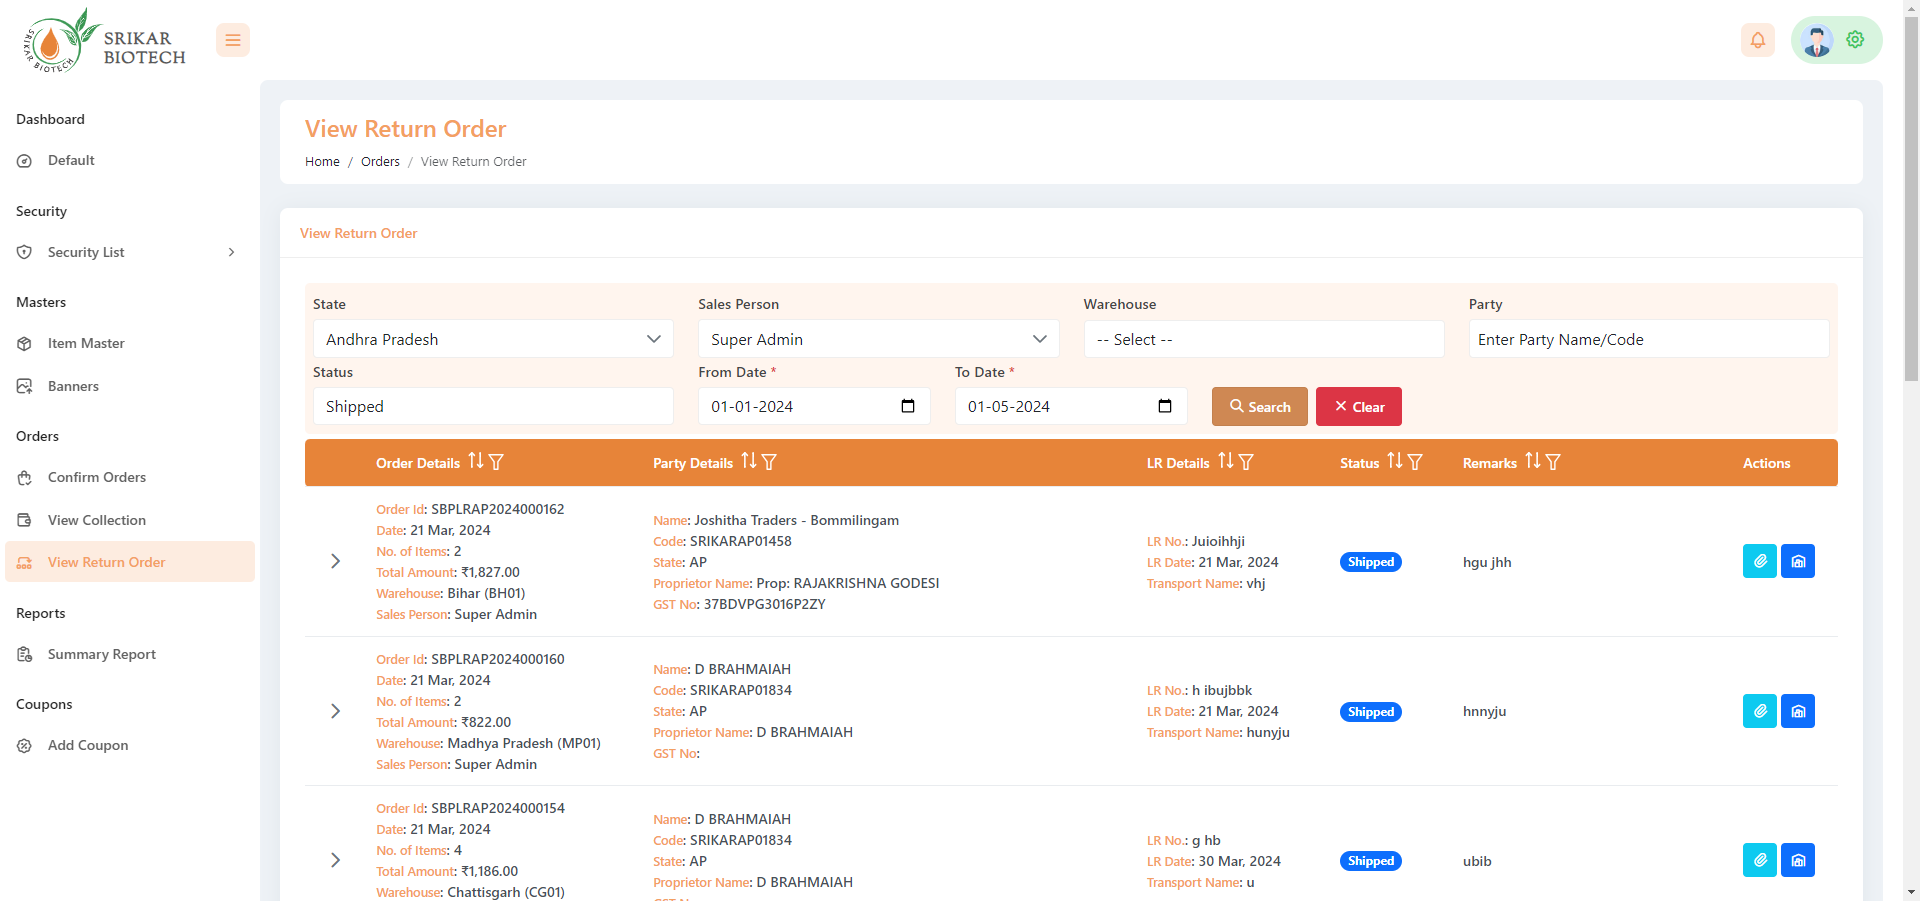 SRIKAR BIOTECH
SRIKAR
BIOTECH
Dashboard
Default
Security
Security List
Masters
Item Master
Banners
Orders
Confirm Orders
View Collection
View Return Order
Reports
Summary Report
Coupons
Add Coupon
View Return Order
Home / Orders / View Return Order
View Return Order
State Sales Person Warehouse Party
Andhra Pradesh Super Admin -- Select -- Enter Party Name/Code
Status From Date * To Date *
Shipped 01-01-2024 01-05-2024 Search Clear
Order Details Party Details LR Details Status Remarks Actions
Order Id: SBPLRAP2024000162
Date: 21 Mar, 2024
No. of Items: 2
Total Amount: ₹1,827.00
Warehouse: Bihar (BH01)
Sales Person: Super Admin
Name: Joshitha Traders - Bommilingam
Code: SRIKARAP01458
State: AP
Proprietor Name: Prop: RAJAKRISHNA GODESI
GST No: 37BDVPG3016P2ZY
LR No.: Juioihhji
LR Date: 21 Mar, 2024
Transport Name: vhj
Shipped
hgu jhh
Order Id: SBPLRAP2024000160
Date: 21 Mar, 2024
No. of Items: 2
Total Amount: ₹822.00
Warehouse: Madhya Pradesh (MP01)
Sales Person: Super Admin
Name: D BRAHMAIAH
Code: SRIKARAP01834
State: AP
Proprietor Name: D BRAHMAIAH
GST No:
LR No.: h ibujbbk
LR Date: 21 Mar, 2024
Transport Name: hunyju
Shipped
hnnyju
Order Id: SBPLRAP2024000154
Date: 21 Mar, 2024
No. of Items: 4
Total Amount: ₹1,186.00
Warehouse: Chattisgarh (CG01)
Name: D BRAHMAIAH
Code: SRIKARAP01834
State: AP
Proprietor Name: D BRAHMAIAH
LR No.: g hb
LR Date: 30 Mar, 2024
Transport Name: u
Shipped
ubib